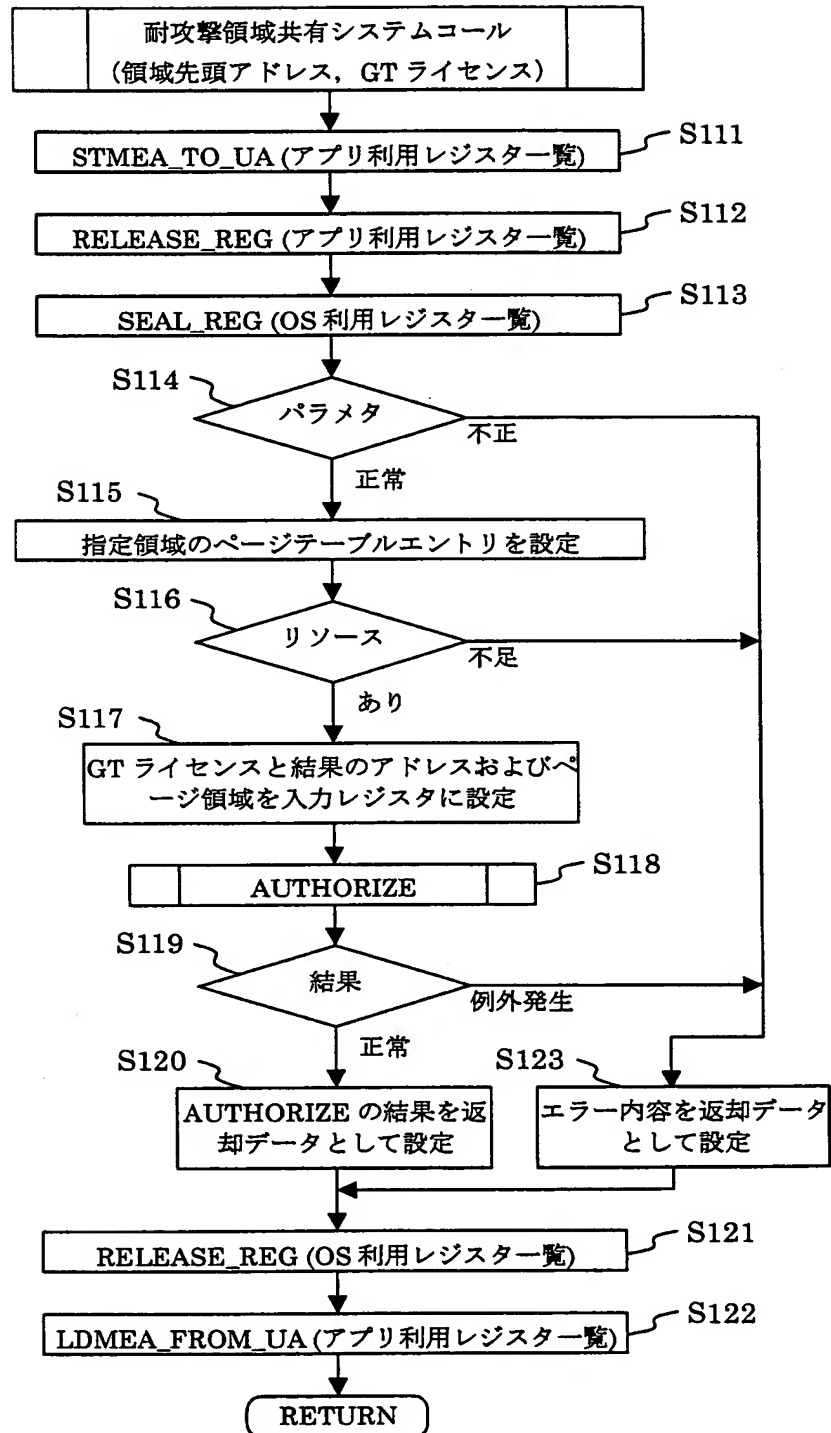 耐攻撃領域共有システムコール
(領域先頭アドレス, GT ライセンス)
S111
STMEA_TO_UA (アプリ利用レジスタ一覧)
S112
RELEASE_REG (アプリ利用レジスタ一覧)
S113
SEAL_REG (OS 利用レジスタ一覧)
S114
パラメタ
不正
正常
S115
指定領域のページテーブルエントリを設定
S116
リソース
不足
あり
S117
GT ライセンスと結果のアドレスおよびペ
ージ領域を入力レジスタに設定
S118
AUTHORIZE
S119
結果
例外発生
正常
S120
AUTHORIZE の結果を返
却データとして設定
S123
エラー内容を返却データ
として設定
S121
RELEASE_REG (OS 利用レジスタ一覧)
S122
LDMEA_FROM_UA (アプリ利用レジスタ一覧)
RETURN